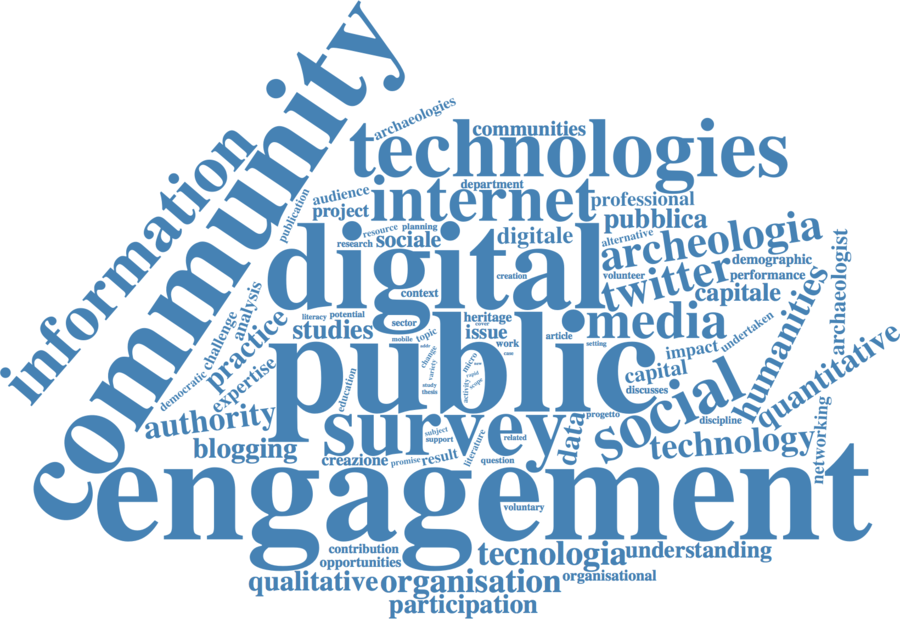 community
information
archaeologies
communities
technologies
department
audience
internet
professional
publication
project
pubblica
resource
planning
research
sociale
digitale
alternative
archeologia
archaeologist
digital
creation
volunteer
twitter
demographic
performance
context
capitale
humanities
analysis
challenge
practice
democratic
expertise
literacy
potential
studies
sector
heritage
cover
issue
article
media
setting
undertaken
mobile
topic
work
case
public
impact
change
variety
micro
rapid
scope
activity
study
thesis
capital
discusses
quantitative
education
authority
survey
subject
support
related
data
progetto
social
discipline
networking
blogging
creazione
promise
result
literature
question
technology
engagement
voluntary
contribution
opportunities
tecnologia
understanding
qualitative
organisation
organisational
participation